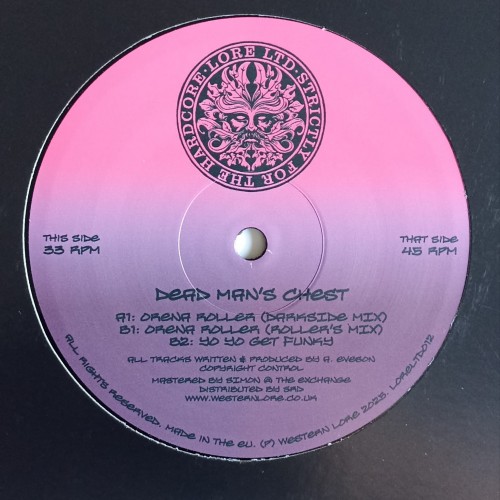 LORE LTD · STRICTLY FOR THE HARDCORE ·
THIS SIDE
33 RPM
THAT SIDE
45 RPM
DEAD MAN'S CHEST
A1: ORENA ROLLER (DARKSIDE MIX)
B1: ORENA ROLLER (ROLLER'S MIX)
B2: YO YO GET FUNKY
ALL TRACKS WRITTEN & PRODUCED BY A. EVESON
COPYRIGHT CONTROL
MASTERED BY SIMON @ THE EXCHANGE
DISTRIBUTED BY SRD
WWW.WESTERNLORE.CO.UK
ALL RIGHTS RESERVED. MADE IN THE EU. (P) WESTERN LORE 2023. LORELTD012